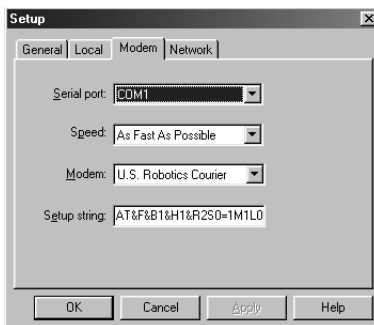 Setup
General Local Modem Network
Serial port: COM1
Speed: As Fast As Possible
Modem: U.S. Robotics Courier
Setup string: AT&F&B1&H1&R2S0=1M1L0
OK Cancel Apply Help